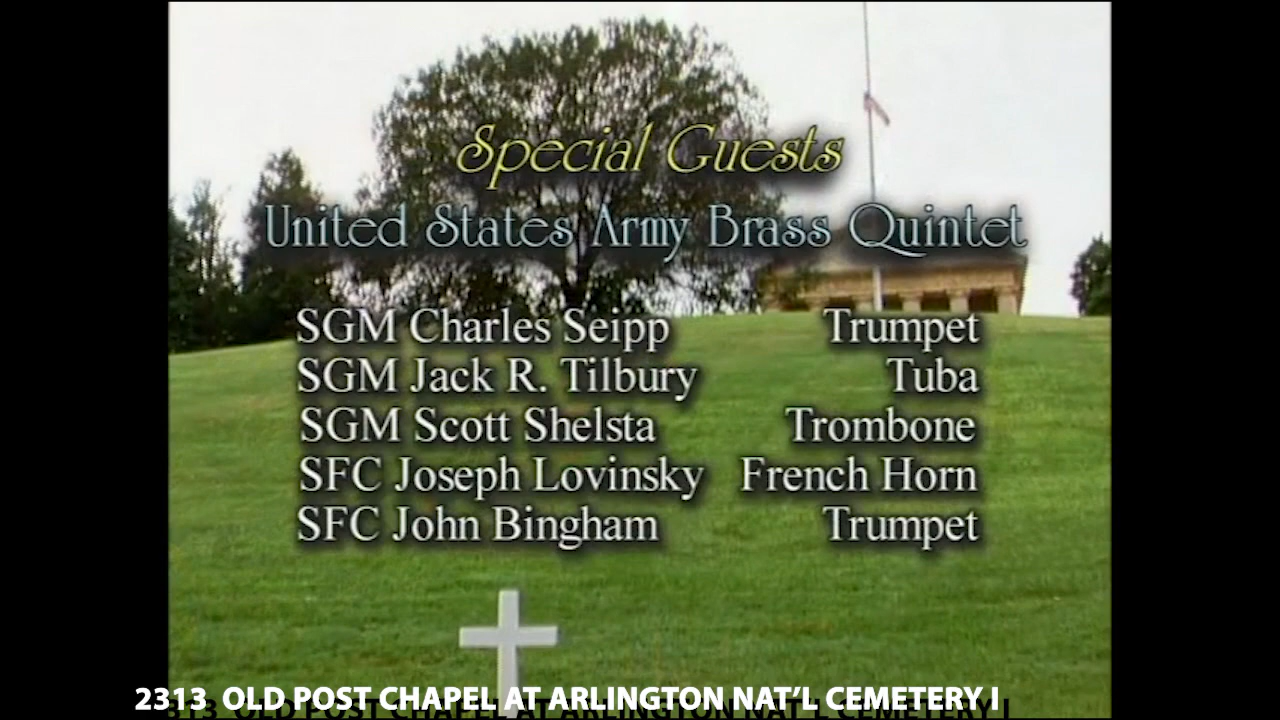 Special Guests
United States Army Brass Quintet
SGM Charles Seipp Trumpet
SGM Jack R. Tilbury Tuba
SGM Scott Shelsta Trombone
SFC Joseph Lovinsky French Horn
SFC John Bingham Trumpet
2313 OLD POST CHAPEL AT ARLINGTON NAT'L CEMETERY I